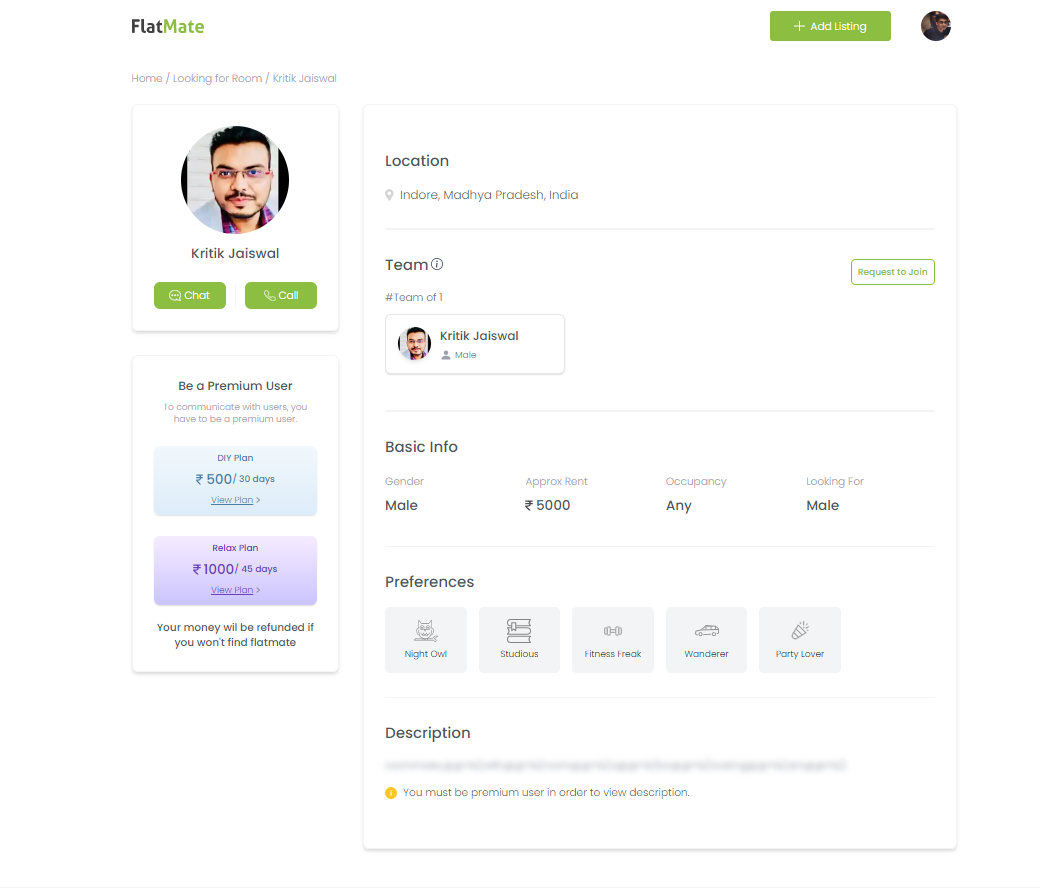 FlatMate
Add Listing
Home / Looking for Room / Kritik Jaiswal
Kritik Jaiswal
Chat
Call
Be a Premium User
To communicate with users, you
have to be a premium user.
DIY Plan
₹ 500/ 30 days
View Plan >
Relax Plan
₹ 1000/ 45 days
View Plan >
Your money wil be refunded if
you won't find flatmate
Location
Indore, Madhya Pradesh, India
Team
Request to Join
#Team of 1
Kritik Jaiswal
Male
Basic Info
Gender Approx Rent Occupancy Looking For
Male ₹ 5000 Any Male
Preferences
Night Owl Studious Fitness Freak Wanderer Party Lover
Description
You must be premium user in order to view description.